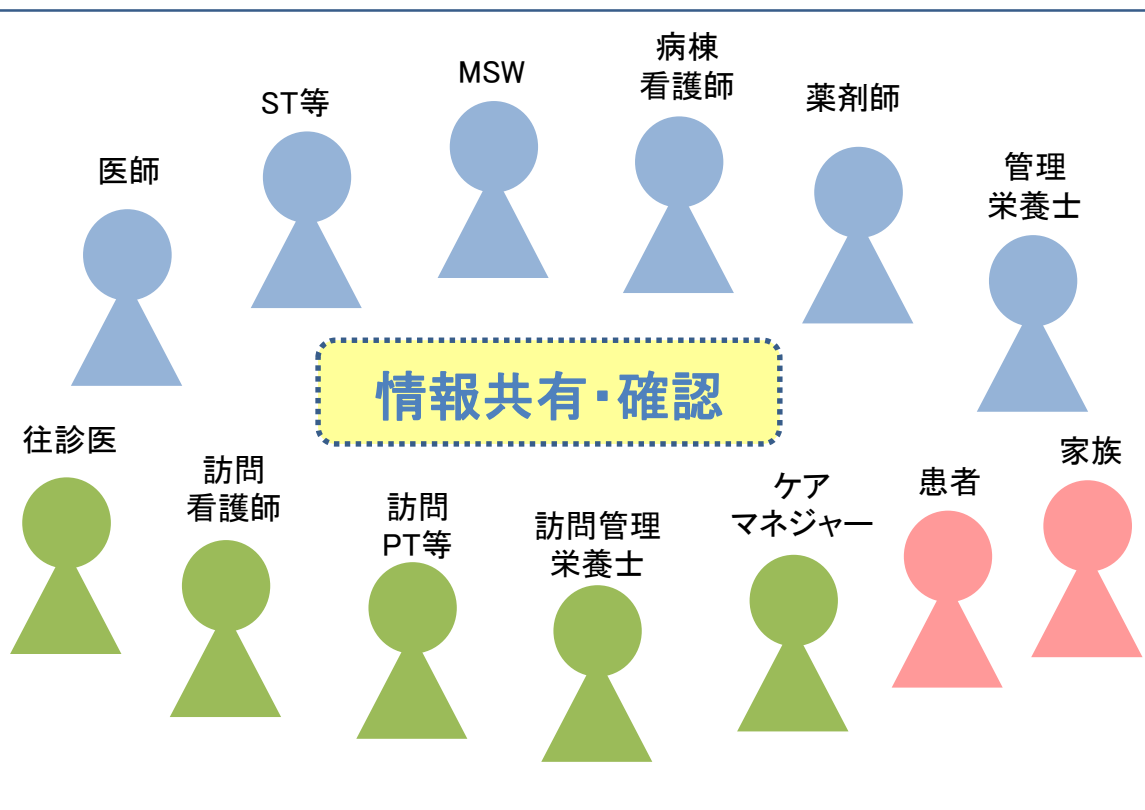 医師
ST等
MSW
病棟
看護師
薬剤師
管理
栄養士
情報共有・確認
往診医
訪問
看護師
訪問
PT等
訪問管理
栄養士
ケア
マネジャー
患者
家族